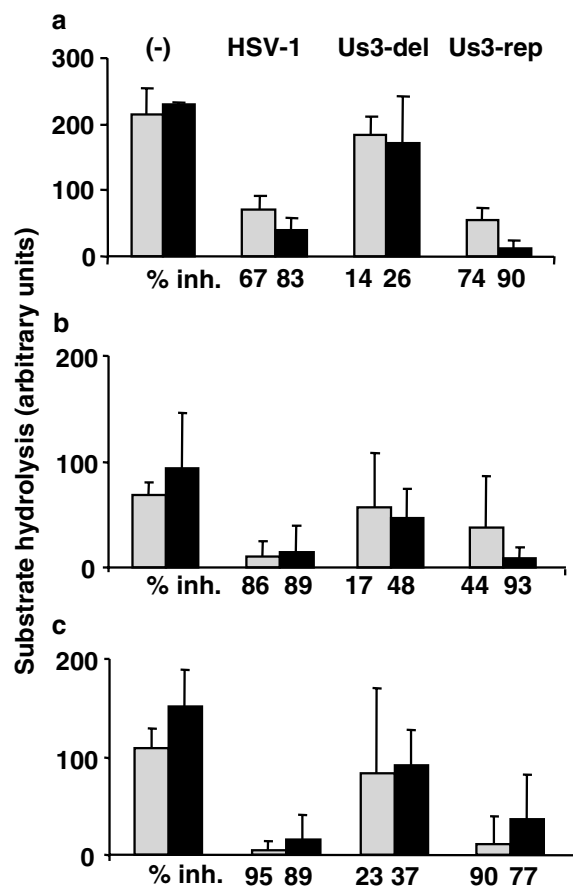 a
(-) HSV-1 Us3-del Us3-rep
300
200
100
0
% inh. 67 83 14 26 74 90
b
200
100
0
% inh. 86 89 17 48 44 93
c
200
100
0
% inh. 95 89 23 37 90 77
Substrate hydrolysis (arbitrary units)